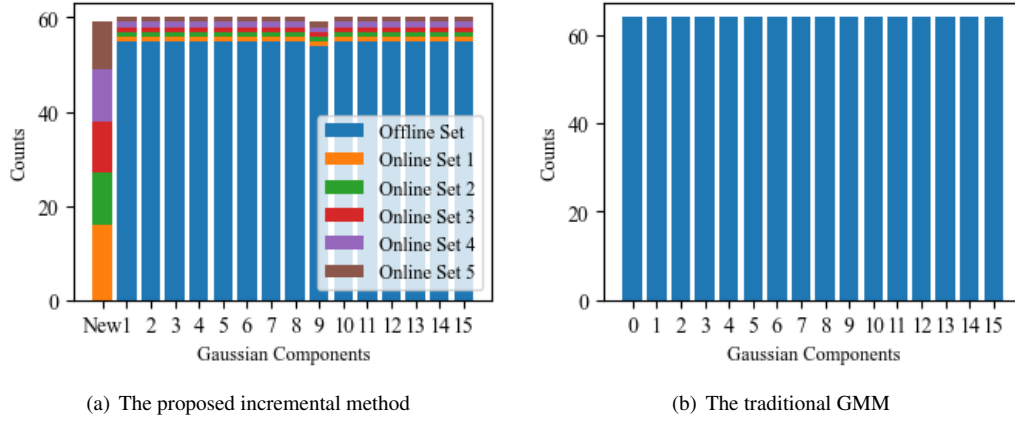 60
40
20
0
Counts
Offline Set
Online Set 1
Online Set 2
Online Set 3
Online Set 4
Online Set 5
New 1 2 3 4 5 6 7 8 9 10 11 12 13 14 15
Gaussian Components
(a) The proposed incremental method
60
40
20
0
Counts
0 1 2 3 4 5 6 7 8 9 10 11 12 13 14 15
Gaussian Components
(b) The traditional GMM